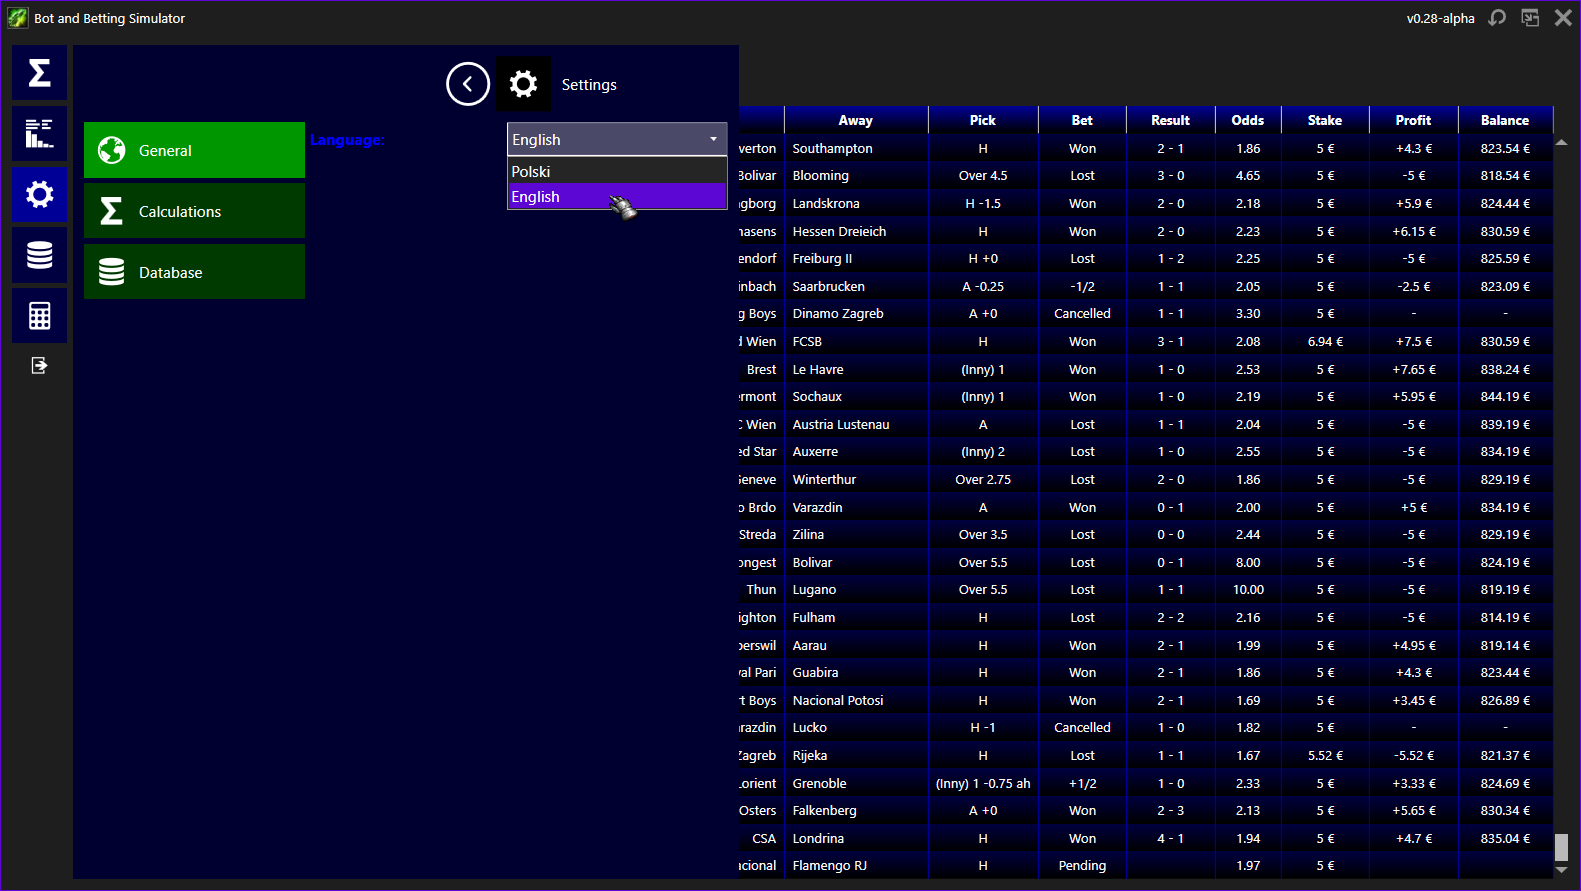 Bot and Betting Simulator
v0.28-alpha
Settings
General
Calculations
Database
Language:
English
Polski
English
Away Pick Bet Result Odds Stake Profit Balance
verton Southampton H Won 2 - 1 1.86 5 € +4.3 € 823.54 €
Bolivar Blooming Over 4.5 Lost 3 - 0 4.65 5 € -5 € 818.54 €
ngborg Landskrona H -1.5 Won 2 - 0 2.18 5 € +5.9 € 824.44 €
nasens Hessen Dreieich H Won 2 - 0 2.23 5 € +6.15 € 830.59 €
endorf Freiburg II H +0 Lost 1 - 2 2.25 5 € -5 € 825.59 €
einbach Saarbrucken A -0.25 -1/2 1 - 1 2.05 5 € -2.5 € 823.09 €
g Boys Dinamo Zagreb A +0 Cancelled 1 - 1 3.30 5 € - -
d Wien FCSB H Won 3 - 1 2.08 6.94 € +7.5 € 830.59 €
Brest Le Havre (Inny) 1 Won 1 - 0 2.53 5 € +7.65 € 838.24 €
ermont Sochaux (Inny) 1 Won 1 - 0 2.19 5 € +5.95 € 844.19 €
C Wien Austria Lustenau A Lost 1 - 1 2.04 5 € -5 € 839.19 €
ed Star Auxerre (Inny) 2 Lost 1 - 0 2.55 5 € -5 € 834.19 €
Geneve Winterthur Over 2.75 Lost 2 - 0 1.86 5 € -5 € 829.19 €
o Brdo Varazdin A Won 0 - 1 2.00 5 € +5 € 834.19 €
Streda Zilina Over 3.5 Lost 0 - 0 2.44 5 € -5 € 829.19 €
ongest Bolivar Over 5.5 Lost 0 - 1 8.00 5 € -5 € 824.19 €
Thun Lugano Over 5.5 Lost 1 - 1 10.00 5 € -5 € 819.19 €
ighton Fulham H Lost 2 - 2 2.16 5 € -5 € 814.19 €
perswil Aarau H Won 2 - 1 1.99 5 € +4.95 € 819.14 €
yal Pari Guabira H Won 2 - 1 1.86 5 € +4.3 € 823.44 €
rt Boys Nacional Potosi H Won 2 - 1 1.69 5 € +3.45 € 826.89 €
arazdin Lucko H -1 Cancelled 1 - 0 1.82 5 € - -
Zagreb Rijeka H Lost 1 - 1 1.67 5.52 € -5.52 € 821.37 €
Lorient Grenoble (Inny) 1 -0.75 ah +1/2 1 - 0 2.33 5 € +3.33 € 824.69 €
Osters Falkenberg A +0 Won 2 - 3 2.13 5 € +5.65 € 830.34 €
CSA Londrina H Won 4 - 1 1.94 5 € +4.7 € 835.04 €
acional Flamengo RJ H Pending 1.97 5 €